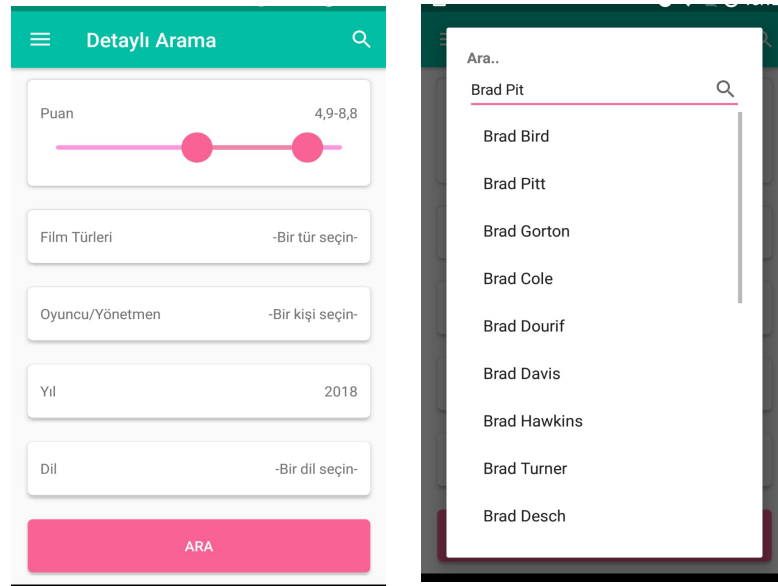 Detaylı Arama
Puan 4,9-8,8
Film Türleri -Bir tür seçin-
Oyuncu/Yönetmen -Bir kişi seçin-
Yıl 2018
Dil -Bir dil seçin-
ARA
Ara..
Brad Pit
Brad Bird
Brad Pitt
Brad Gorton
Brad Cole
Brad Dourif
Brad Davis
Brad Hawkins
Brad Turner
Brad Desch